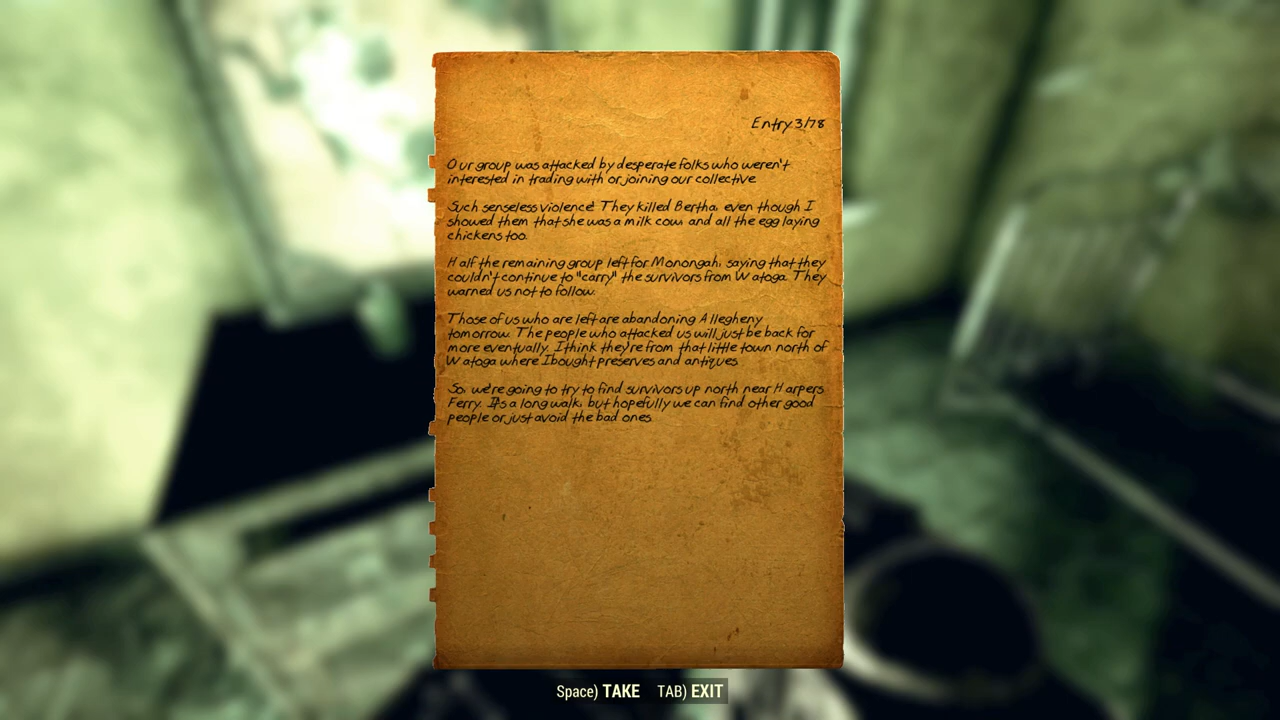 Entry 3/78
Our group was attacked by desperate folks who weren't
interested in trading with or joining our collective.
Such senseless violence! They killed Bertha, even though I
showed them that she was a milk cow, and all the egg laying
chickens too.
Half the remaining group left for Monongah, saying that they
couldn't continue to "carry" the survivors from Watoga. They
warned us not to follow.
Those of us who are left are abandoning Allegheny
tomorrow. The people who attacked us will just be back for
more eventually. I think they're from that little town north of
Watoga where I bought preserves and antiques.
So, we're going to try to find survivors up north near Harpers
Ferry. It's a long walk, but hopefully we can find other good
people or just avoid the bad ones.
Space) TAKE TAB) EXIT